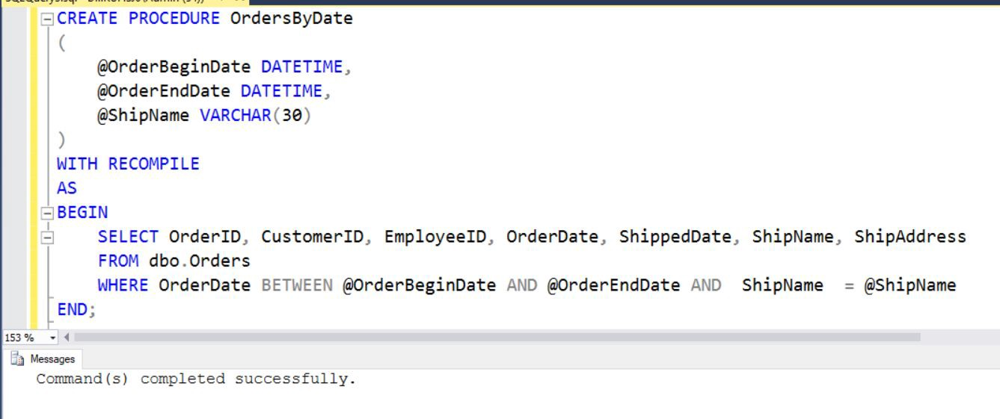 CREATE PROCEDURE OrdersByDate
(
@OrderBeginDate DATETIME,
@OrderEndDate DATETIME,
@ShipName VARCHAR(30)
)
WITH RECOMPILE
AS
BEGIN
SELECT OrderID, CustomerID, EmployeeID, OrderDate, ShippedDate, ShipName, ShipAddress
FROM dbo.Orders
WHERE OrderDate BETWEEN @OrderBeginDate AND @OrderEndDate AND  ShipName  = @ShipName
END;
153 %
Messages
Command(s) completed successfully.